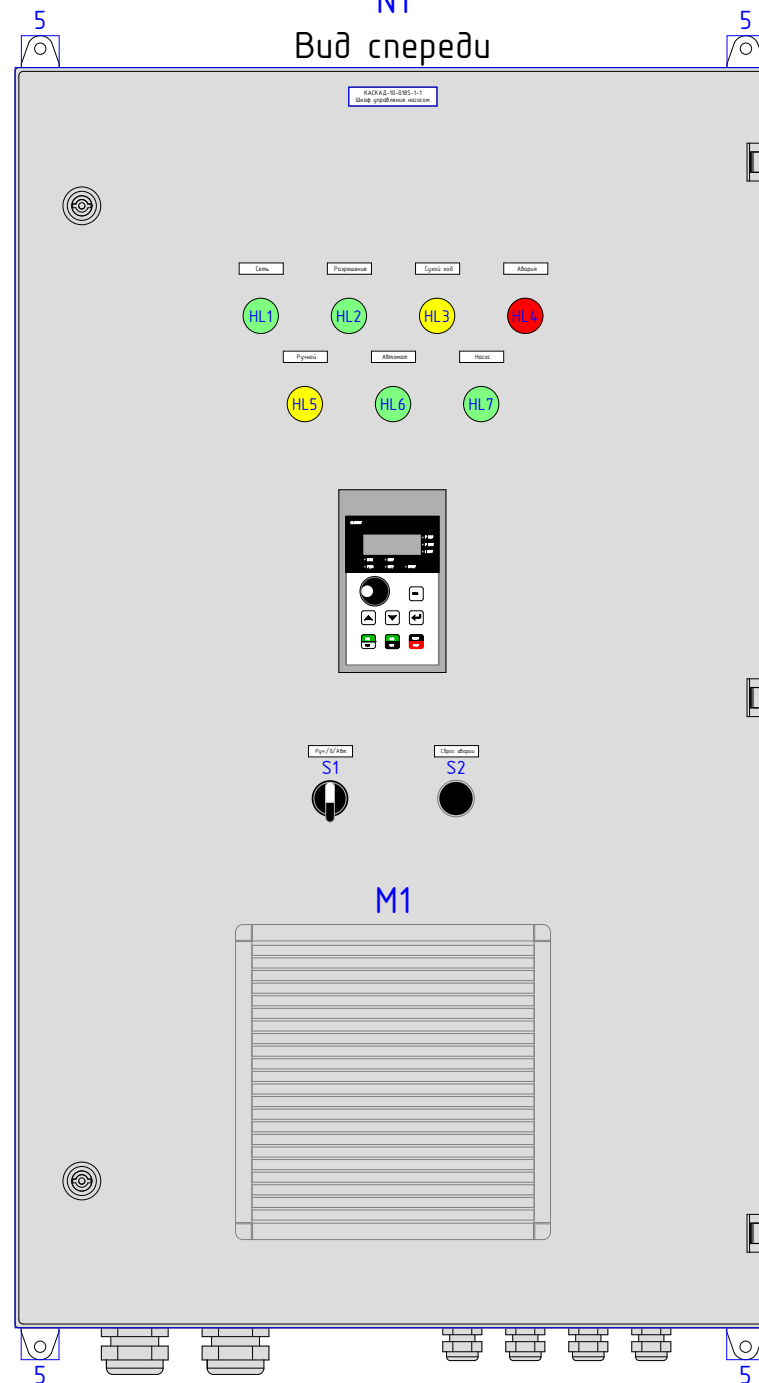 N1
5
5
Вид спереди
КАСКАД-10-0185-1-1
Шкаф управления насосом
Сеть
Разрешение
Сухой ход
Авария
HL1
HL2
HL3
HL4
Ручной
Автомат
Насос
HL5
HL6
HL7
Руч./0/Авт
Сброс аварии
S1
S2
M1
5
5